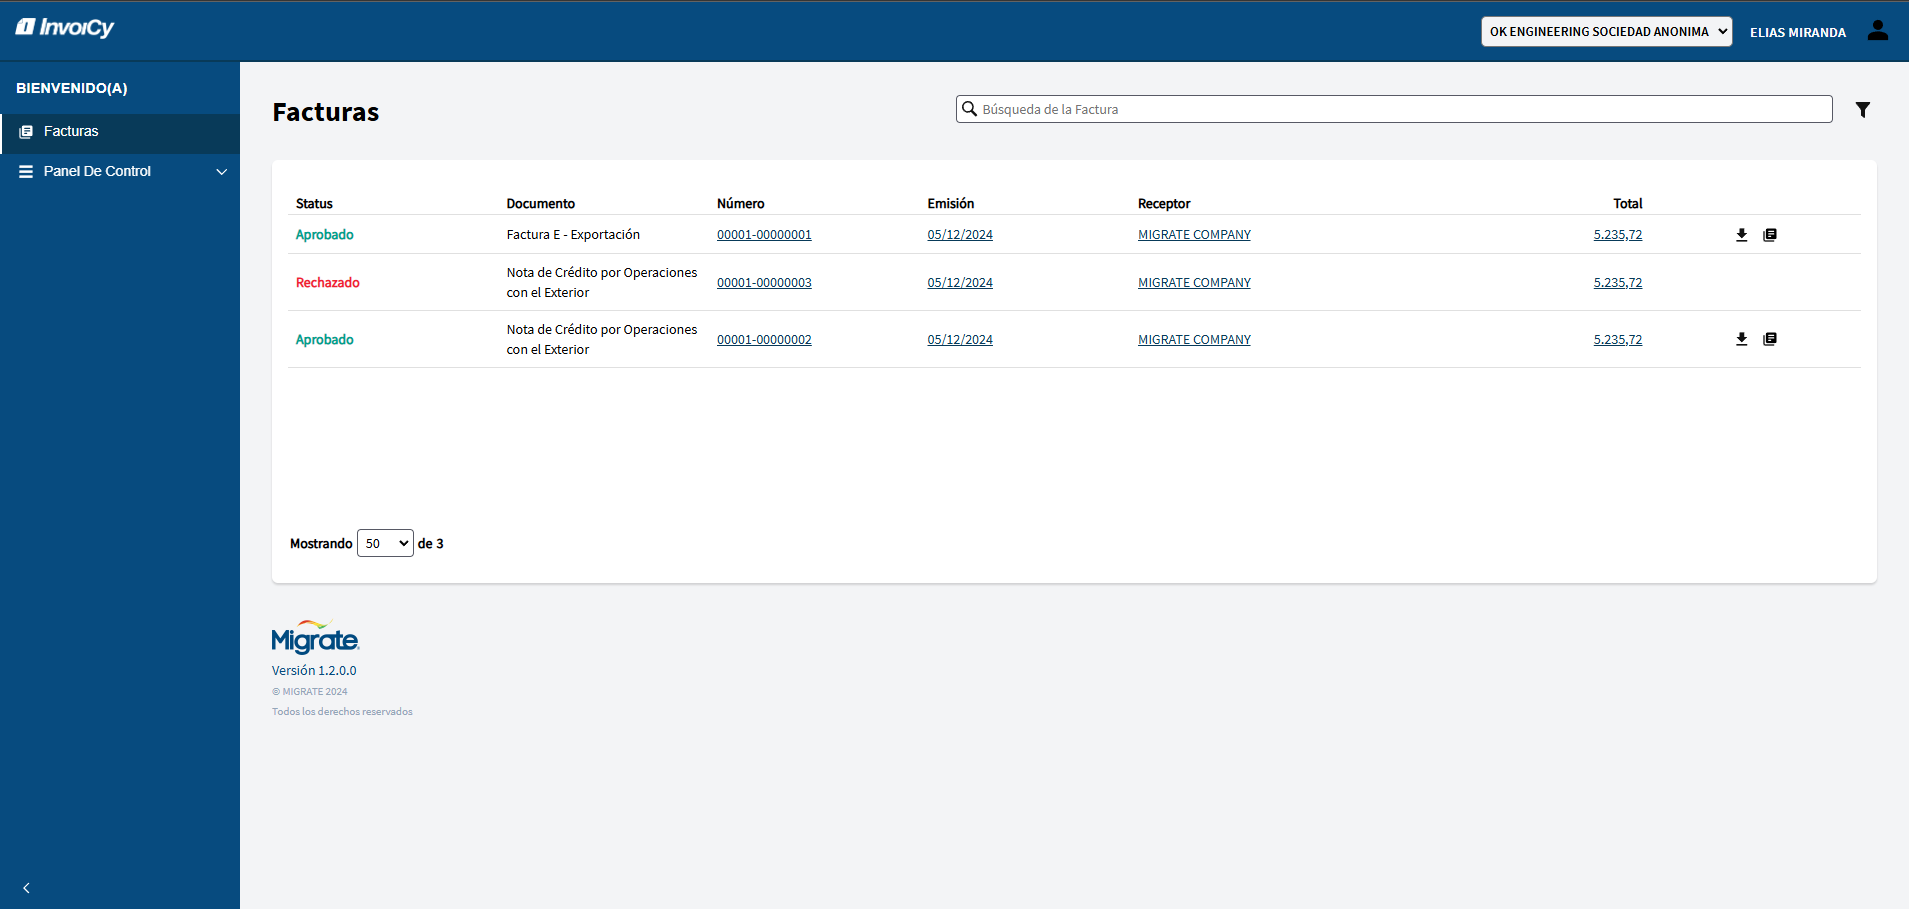 InvoiCy
OK ENGINEERING SOCIEDAD ANONIMA
ELIAS MIRANDA
BIENVENIDO(A)
Facturas
Panel De Control
Facturas
Búsqueda de la Factura
Status Documento Número Emisión Receptor Total
Aprobado Factura E - Exportación 00001-00000001 05/12/2024 MIGRATE COMPANY 5.235,72
Rechazado Nota de Crédito por Operaciones con el Exterior 00001-00000003 05/12/2024 MIGRATE COMPANY 5.235,72
Aprobado Nota de Crédito por Operaciones con el Exterior 00001-00000002 05/12/2024 MIGRATE COMPANY 5.235,72
Mostrando 50 de 3
Migrate
Versión 1.2.0.0
© MIGRATE 2024
Todos los derechos reservados